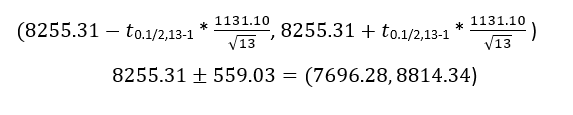 (8255.31 − t₀.₁/₂,₁₃₋₁ * 1131.10/√13, 8255.31 + t₀.₁/₂,₁₃₋₁ * 1131.10/√13 )
8255.31 ± 559.03 = (7696.28, 8814.34)